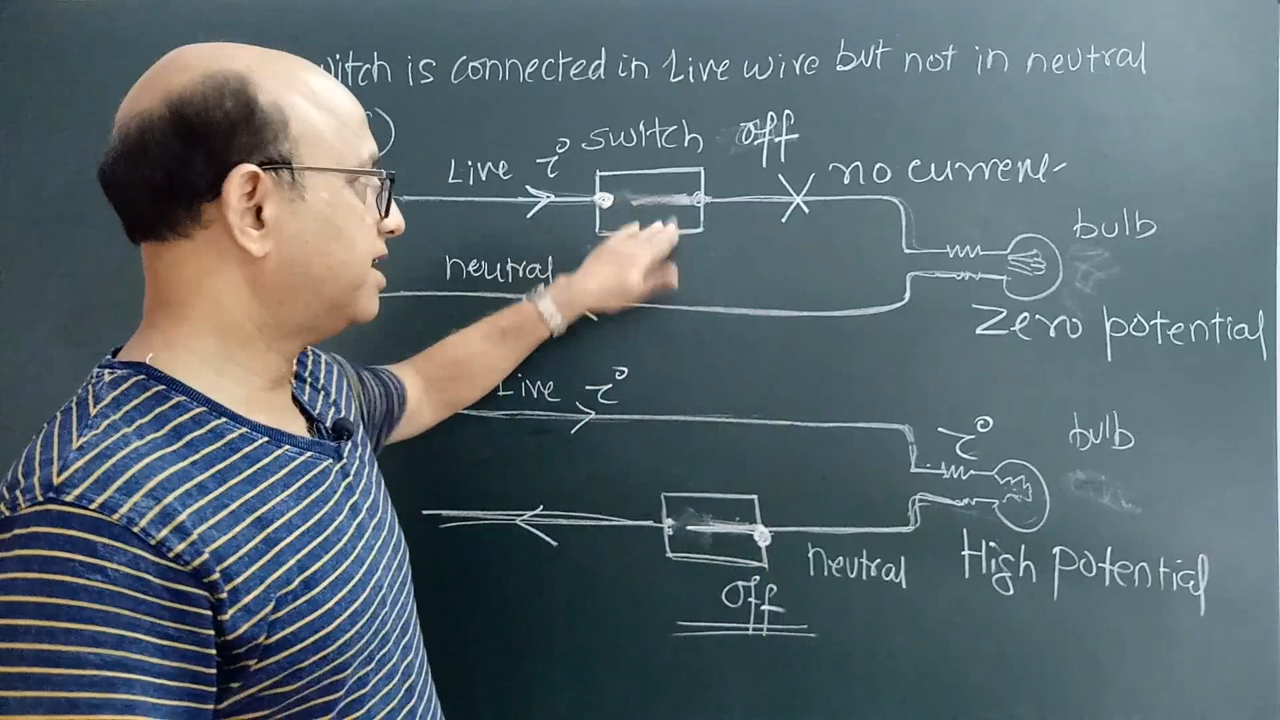 witch is connected in Live wire but not in neutral
)
Live i° switch off
no current
neutral
bulb
Zero potential
Live i°
i° bulb
neutral High potential
off